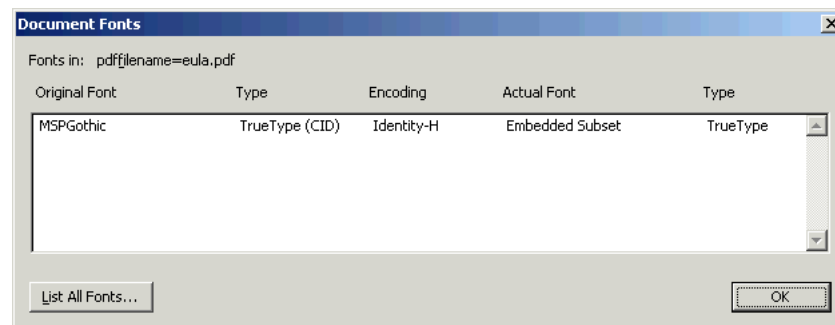 Document Fonts
Fonts in: pdffilename=eula.pdf
Original Font Type Encoding Actual Font Type
MSPGothic TrueType (CID) Identity-H Embedded Subset TrueType
List All Fonts... OK